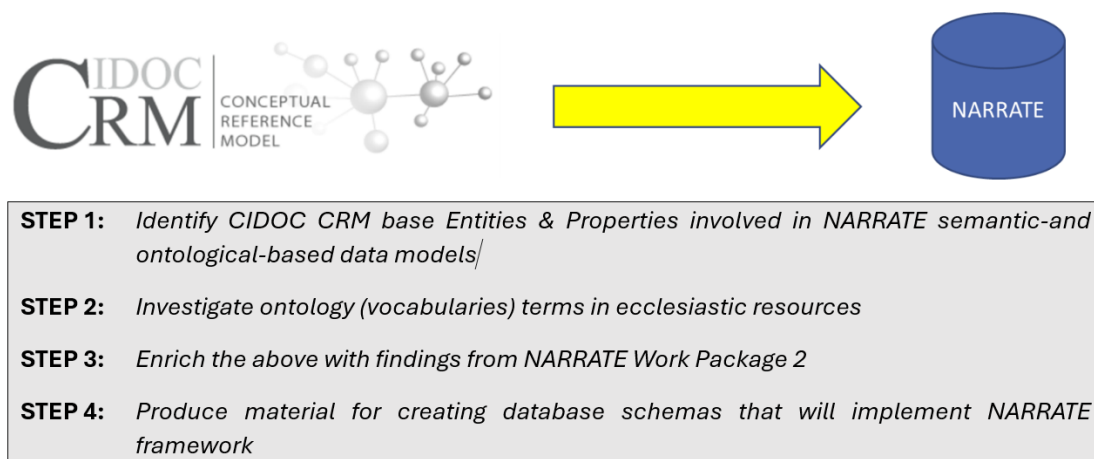 CIDOC
CRM
CONCEPTUAL
REFERENCE
MODEL
NARRATE
STEP 1: Identify CIDOC CRM base Entities & Properties involved in NARRATE semantic-and
ontological-based data models/
STEP 2: Investigate ontology (vocabularies) terms in ecclesiastic resources
STEP 3: Enrich the above with findings from NARRATE Work Package 2
STEP 4: Produce material for creating database schemas that will implement NARRATE
framework